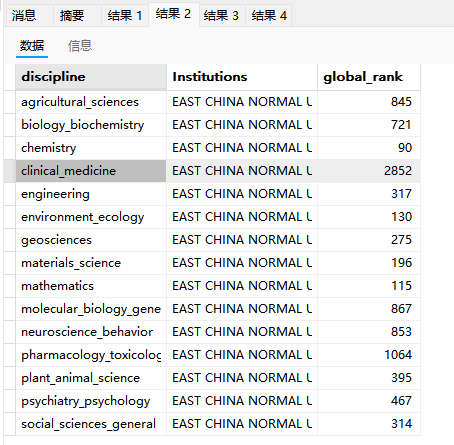 消息 摘要 结果 1 结果 2 结果 3 结果 4
数据 信息
discipline Institutions global_rank
agricultural_sciences EAST CHINA NORMAL U 845
biology_biochemistry EAST CHINA NORMAL U 721
chemistry EAST CHINA NORMAL U 90
clinical_medicine EAST CHINA NORMAL U 2852
engineering EAST CHINA NORMAL U 317
environment_ecology EAST CHINA NORMAL U 130
geosciences EAST CHINA NORMAL U 275
materials_science EAST CHINA NORMAL U 196
mathematics EAST CHINA NORMAL U 115
molecular_biology_gene EAST CHINA NORMAL U 867
neuroscience_behavior EAST CHINA NORMAL U 853
pharmacology_toxicolog EAST CHINA NORMAL U 1064
plant_animal_science EAST CHINA NORMAL U 395
psychiatry_psychology EAST CHINA NORMAL U 467
social_sciences_general EAST CHINA NORMAL U 314